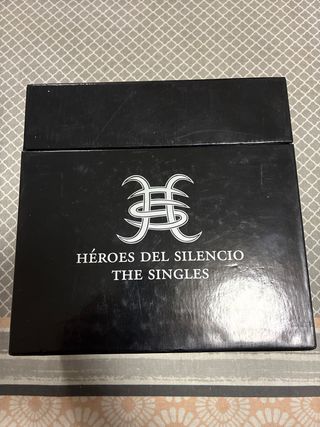 HÉROES DEL SILENCIO
THE SINGLES